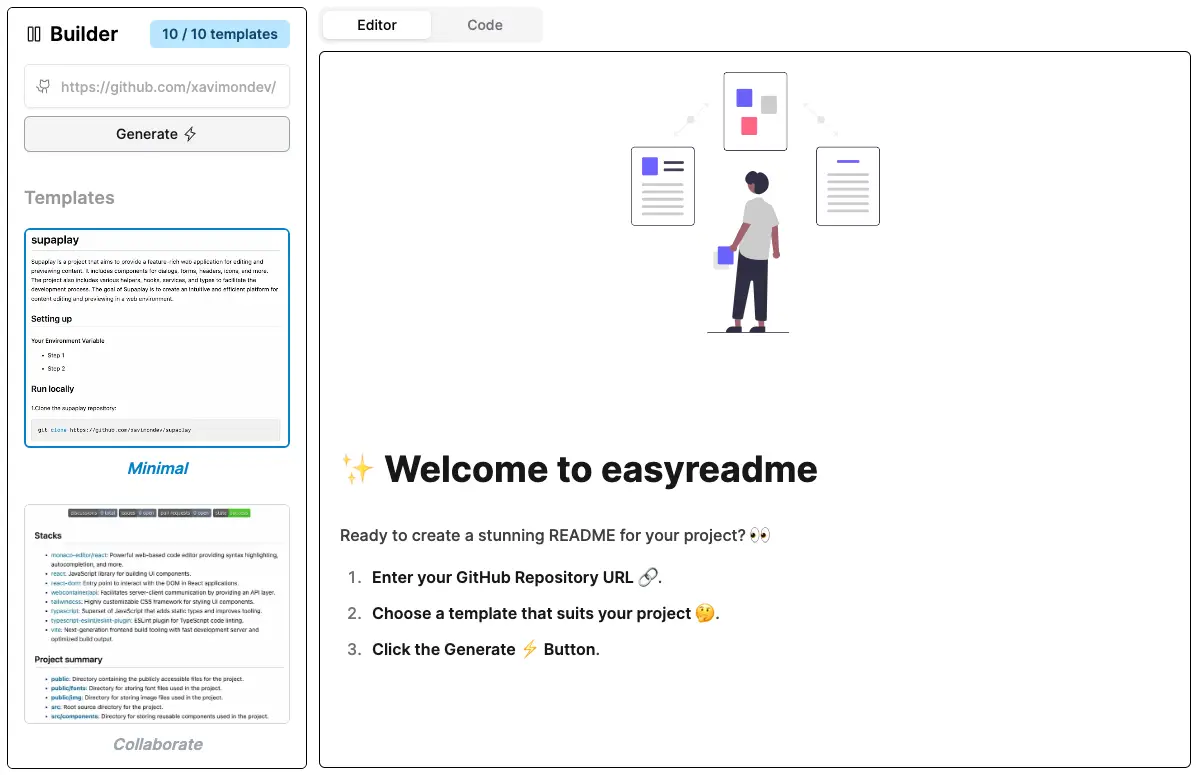 Builder
10 / 10 templates
https://github.com/xavimondev/
Generate
Templates
supaplay
Supaplay is a project that aims to provide a feature-rich web application for editing and
previewing content. It includes components for dialogs, forms, headers, icons, and more.
The project also includes various helpers, hooks, services, and types to facilitate the
development process. The goal of Supaplay is to create an intuitive and efficient platform for
content editing and previewing in a web environment.
Setting up
Your Environment Variable
• Step 1
• Step 2
Run locally
1.Clone the supaplay repository:
git clone https://github.com/xavimondev/supaplay
Minimal
discussions 0 total issues 0 open pull requests 0 open
Stacks
• monaco-editor/react: Powerful web-based code editor providing syntax highlighting,
autocompletion, and more.
• react: JavaScript library for building UI components.
• react-dom: Entry point to interact with the DOM in React applications.
• webcontainer/api: Facilitates server-client communication by providing an API layer.
• tailwindcss: Highly customizable CSS framework for styling UI components.
• typescript: Superset of JavaScript that adds static types and improves tooling.
• typescript-eslint/eslint-plugin: ESLint plugin for TypeScript code linting.
• vite: Next-generation frontend build tooling with fast development server and
optimized build output.
Project summary
• public: Directory containing the publicly accessible files for the project.
• public/fonts: Directory for storing font files used in the project.
• public/img: Directory for storing image files used in the project.
• src: Root source directory for the project.
• src/components: Directory for storing reusable components used in the project.
Collaborate
Editor
Code
✨ Welcome to easyreadme
Ready to create a stunning README for your project? 👀
1. Enter your GitHub Repository URL 🔗.
2. Choose a template that suits your project 🤔.
3. Click the Generate ⚡ Button.